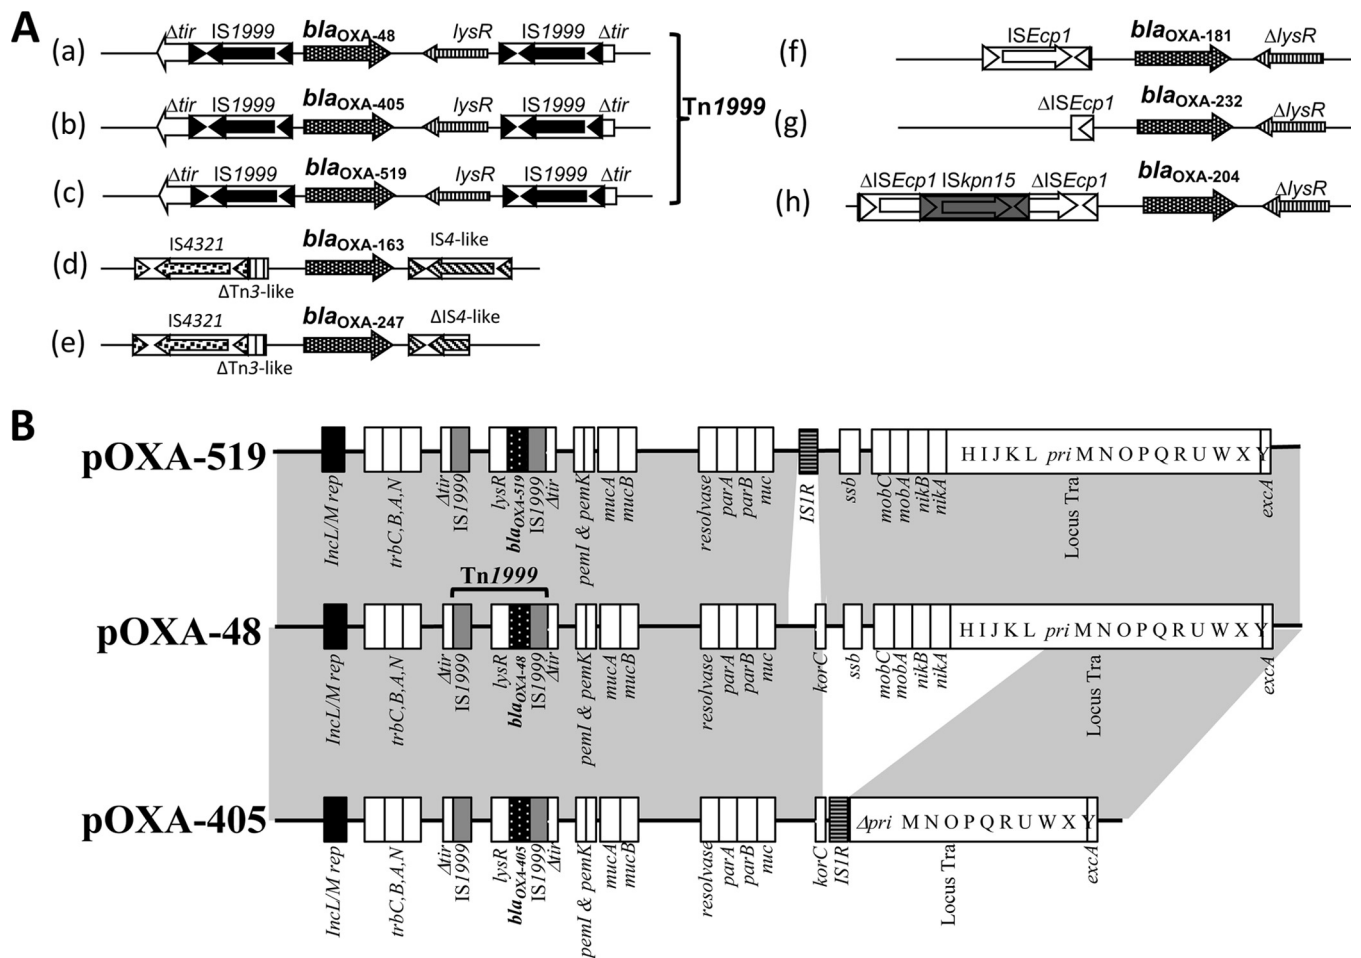 A
(a) Δtir IS1999 blaOXA-48 lysR IS1999 Δtir
(b) Δtir IS1999 blaOXA-405 lysR IS1999 Δtir
(c) Δtir IS1999 blaOXA-519 lysR IS1999 Δtir
Tn1999
(d) IS4321 blaOXA-163 IS4-like
ΔTn3-like
(e) IS4321 blaOXA-247 ΔIS4-like
ΔTn3-like
(f) ISEcp1 blaOXA-181 ΔlysR
(g) ΔISEcp1 blaOXA-232 ΔlysR
(h) ΔISEcp1 ISkpn15 ΔISEcp1 blaOXA-204 ΔlysR
B
pOXA-519
HIJKL pri MNOPQRUWXY
IncL/M rep
trbC,B,A,N
Δtir
IS1999
lysR
blaOXA-519
IS1999
Δtir
pemI & pemK
mucA
mucB
resolvase
parA
parB
nuc
IS1R
ssb
mobC
mobA
nikB
nikA
Locus Tra
excA
Tn1999
pOXA-48
HIJKL pri MNOPQRUWXY
IncL/M rep
trbC,B,A,N
Δtir
IS1999
lysR
blaOXA-48
IS1999
Δtir
pemI & pemK
mucA
mucB
resolvase
parA
parB
nuc
korC
ssb
mobC
mobA
nikB
nikA
Locus Tra
excA
pOXA-405
Δpri MNOPQRUWXY
IncL/M rep
trbC,B,A,N
Δtir
IS1999
lysR
blaOXA-405
IS1999
Δtir
pemI & pemK
mucA
mucB
resolvase
parA
parB
nuc
korC
IS1R
Locus Tra
excA